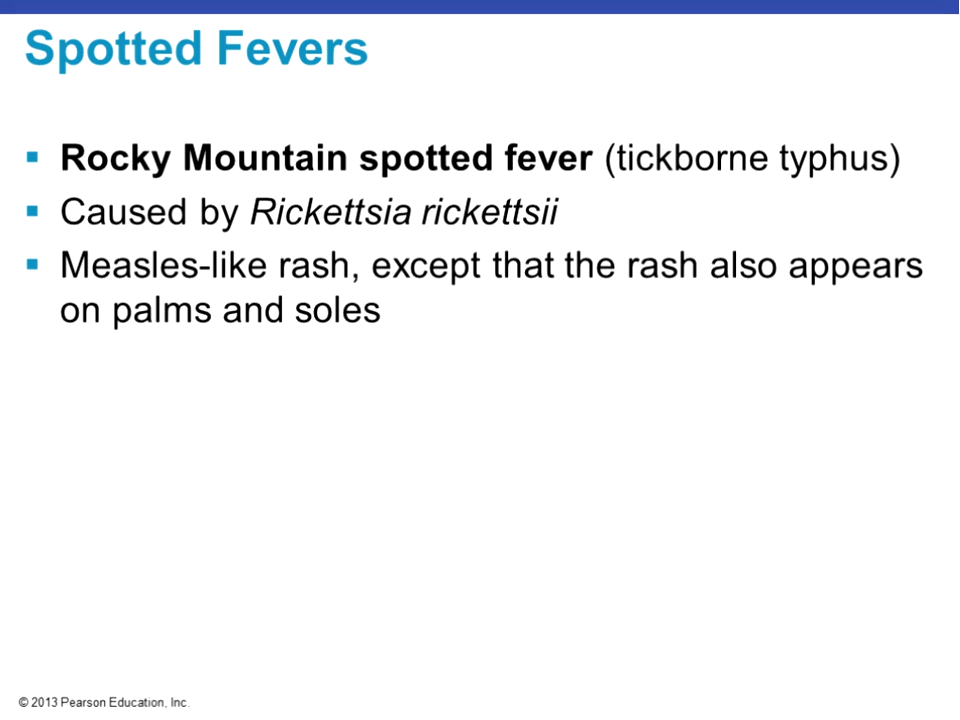 Spotted Fevers
▪ Rocky Mountain spotted fever (tickborne typhus)
▪ Caused by Rickettsia rickettsii
▪ Measles-like rash, except that the rash also appears
on palms and soles
© 2013 Pearson Education, Inc.